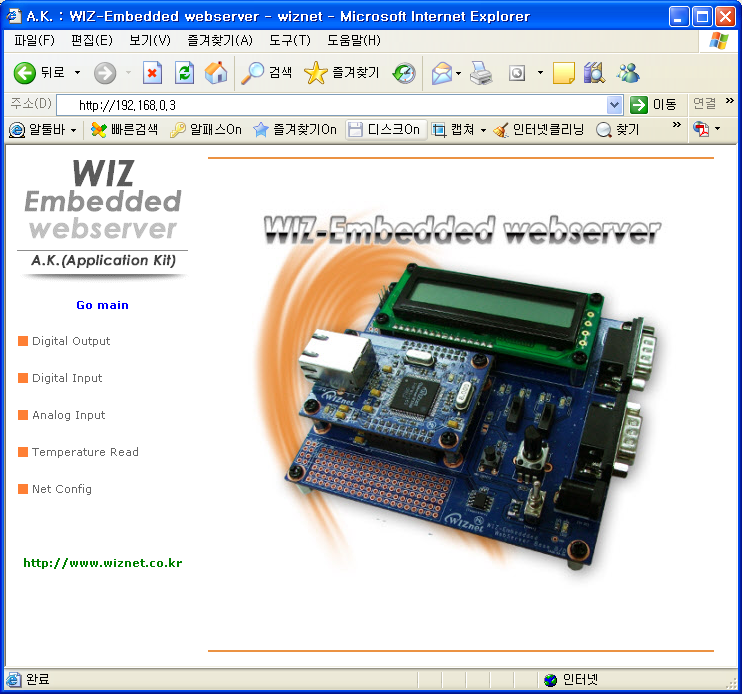 A.K. : WIZ-Embedded webserver - wiznet - Microsoft Internet Explorer
파일(F) 편집(E) 보기(V) 즐겨찾기(A) 도구(T) 도움말(H)
뒤로 검색 즐겨찾기
주소(D) http://192,168,0,3 이동 연결 »
알툴바 빠른검색 알패스On 즐겨찾기On 디스크On 캡쳐 인터넷클리닝 찾기 »
WIZ
Embedded
webserver
A.K.(Application Kit)
Go main
Digital Output
Digital Input
Analog Input
Temperature Read
Net Config
http://www.wiznet.co.kr
WIZ-Embedded webserver
WIZnet
WIZnet
WIZ-Embedded
WebServer
완료 인터넷